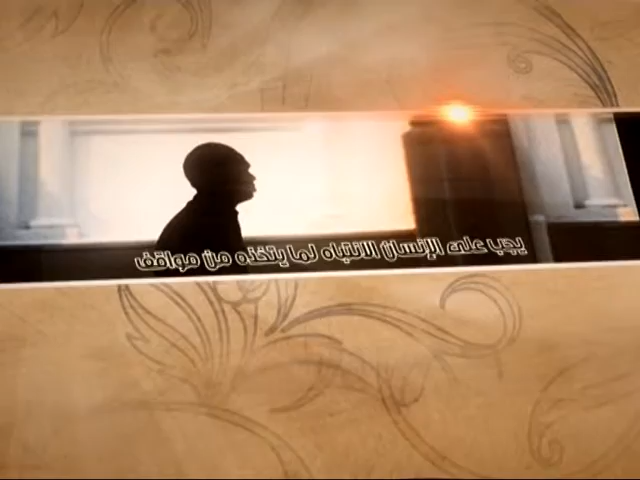 يجب على الإنسان الانتباه لما يتخذه من مواقف